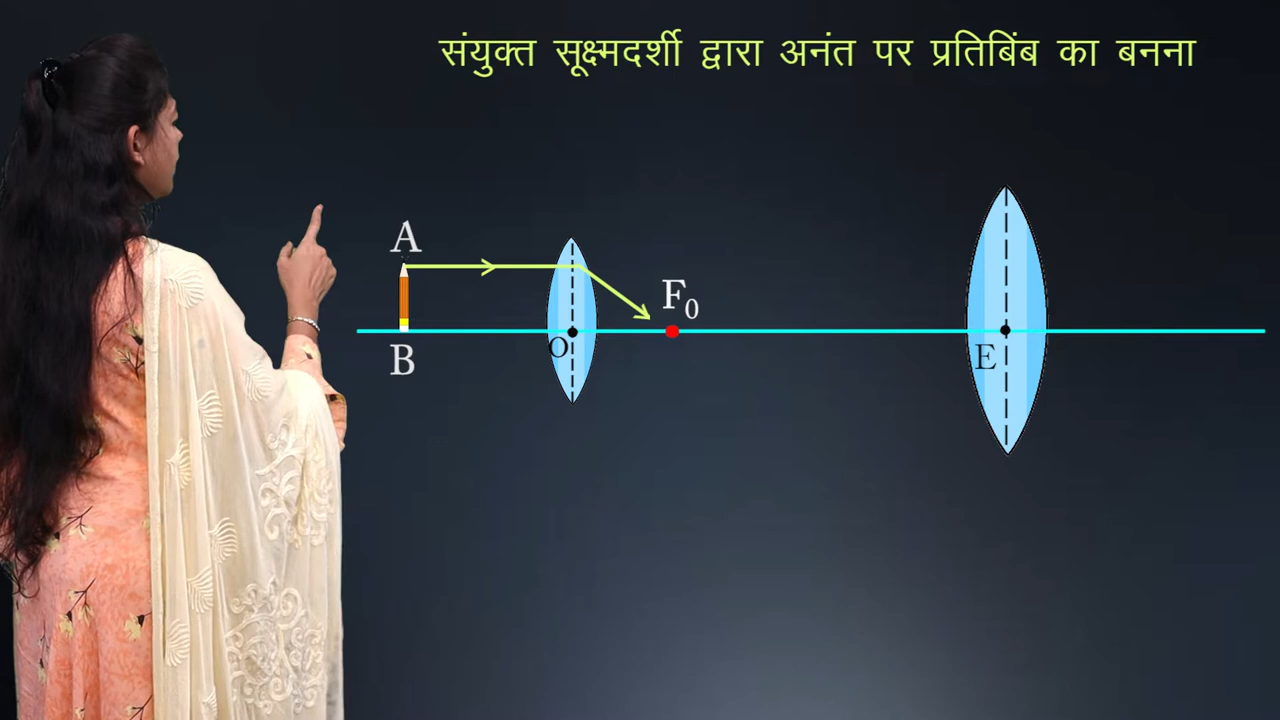 संयुक्त सूक्ष्मदर्शी द्वारा अनंत पर प्रतिबिंब का बनना
A
F₀
O
B
E